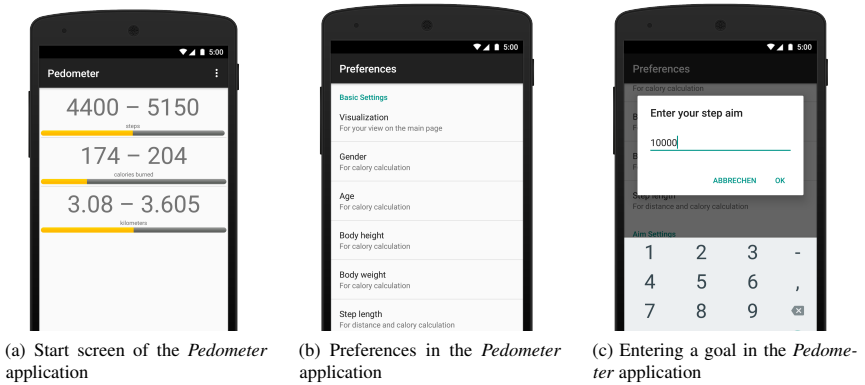 5:00
Pedometer
4400 – 5150
steps
174 – 204
calories burned
3.08 – 3.605
kilometers
(a) Start screen of the Pedometer
application
5:00
Preferences
Basic Settings
Visualization
For your view on the main page
Gender
For calory calculation
Age
For calory calculation
Body height
For calory calculation
Body weight
For calory calculation
Step length
For distance and calory calculation
(b) Preferences in the Pedometer
application
5:00
Preferences
For calory calculation
Enter your step aim
10000
ABBRECHEN OK
Step length
For distance and calory calculation
Aim Settings
1 2 3 -
4 5 6 ,
7 8 9
(c) Entering a goal in the Pedome-
ter application